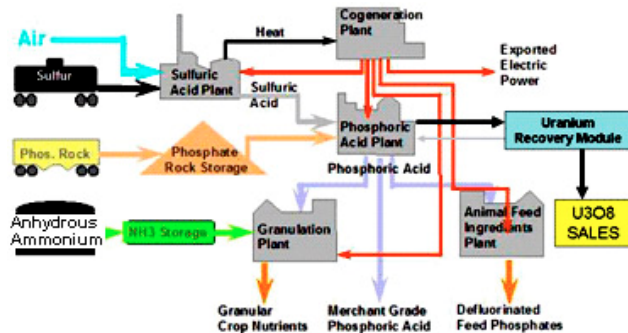 Cogeneration
Plant
Air
Heat
Sulfur
Sulfuric
Acid Plant
Exported
Electric
Power
Sulfuric
Acid
Phosphoric
Acid Plant
Uranium
Recovery Module
Phos. Rock
Phosphate
Rock Storage
Phosphoric Acid
Anhydrous
Ammonium
NH3 Storage
Granulation
Plant
Animal Feed
Ingredients
Plant
U3O8
SALES
Granular
Crop Nutrients
Merchant Grade
Phosphoric Acid
Defluorinated
Feed Phosphates